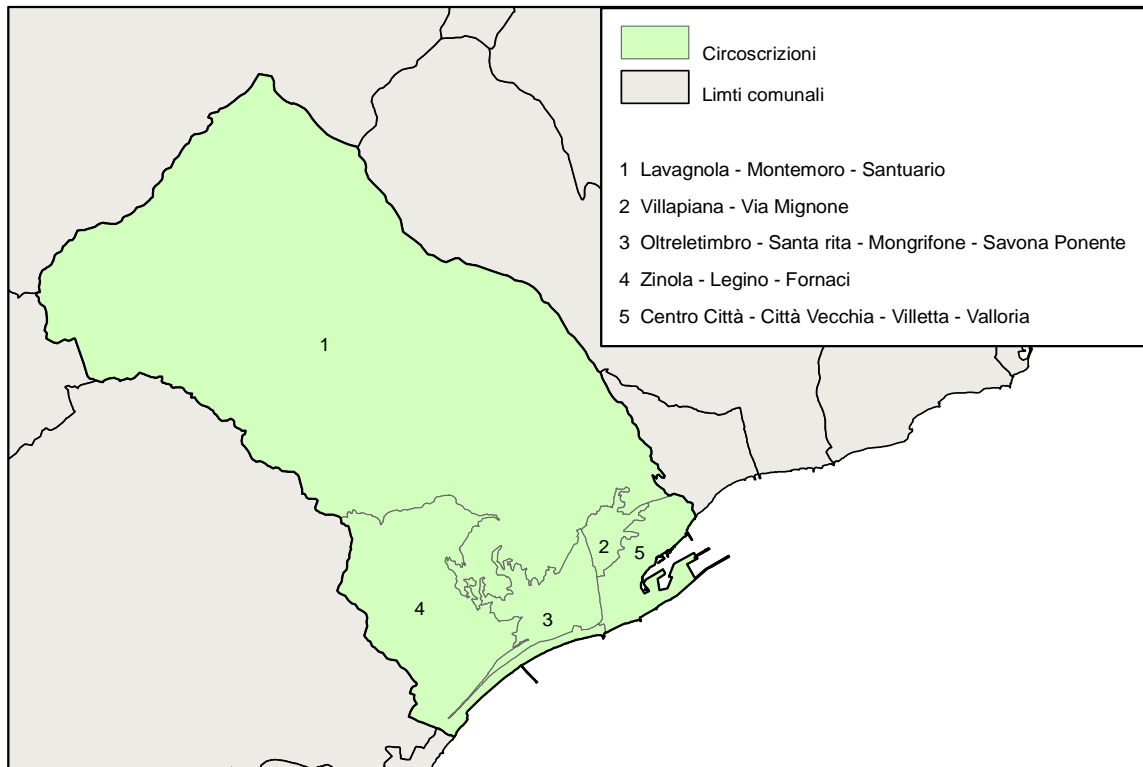 Circoscrizioni
Limti comunali
1 Lavagnola - Montemoro - Santuario
2 Villapiana - Via Mignone
3 Oltreletimbro - Santa rita - Mongrifone - Savona Ponente
4 Zinola - Legino - Fornaci
5 Centro Città - Città Vecchia - Villetta - Valloria
1
2
5
4
3